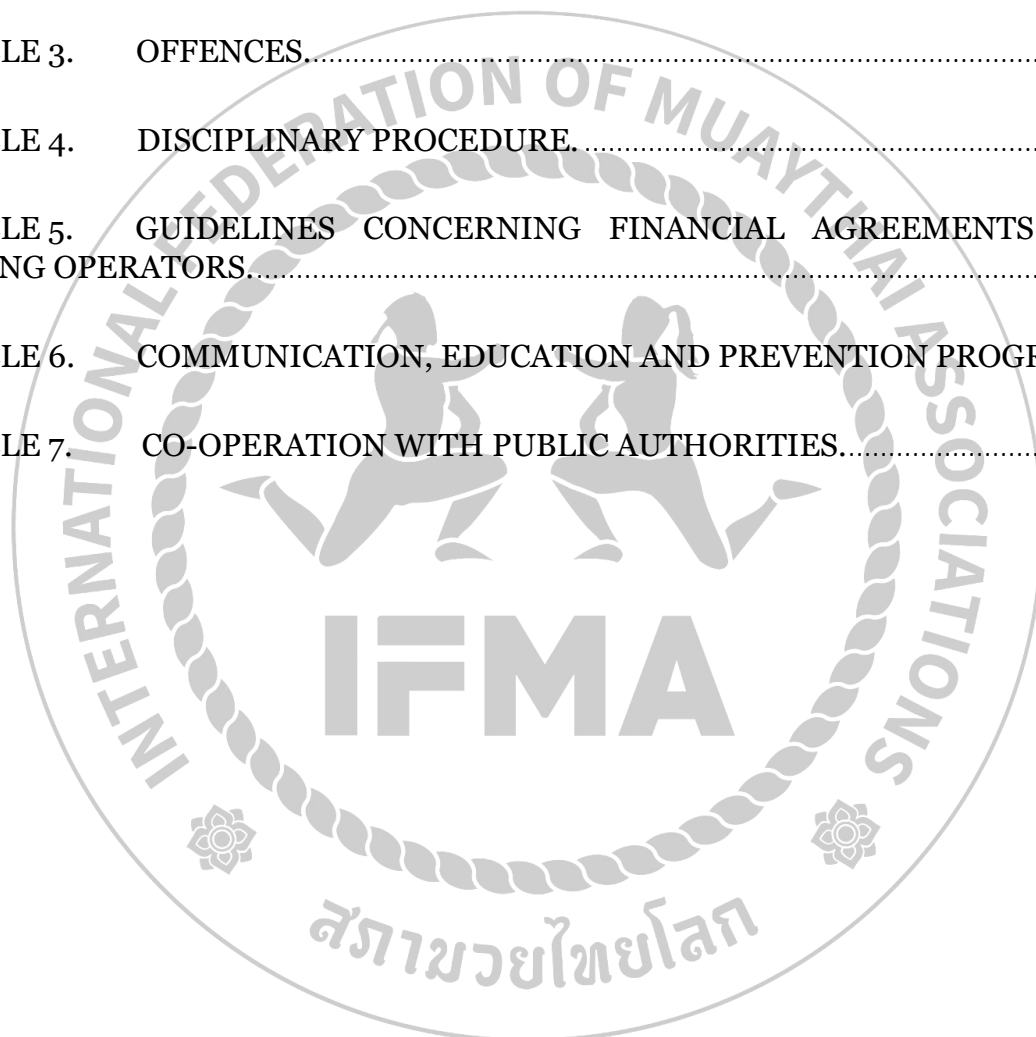 LE 3. OFFENCES.
LE 4. DISCIPLINARY PROCEDURE.
LE 5. GUIDELINES CONCERNING FINANCIAL AGREEMENTS
NG OPERATORS.
LE 6. COMMUNICATION, EDUCATION AND PREVENTION PROGR
LE 7. CO-OPERATION WITH PUBLIC AUTHORITIES.
INTERNATIONAL FEDERATION OF MUAYTHAI ASSOCIATIONS
IFMA
สภามวยไทยโลก